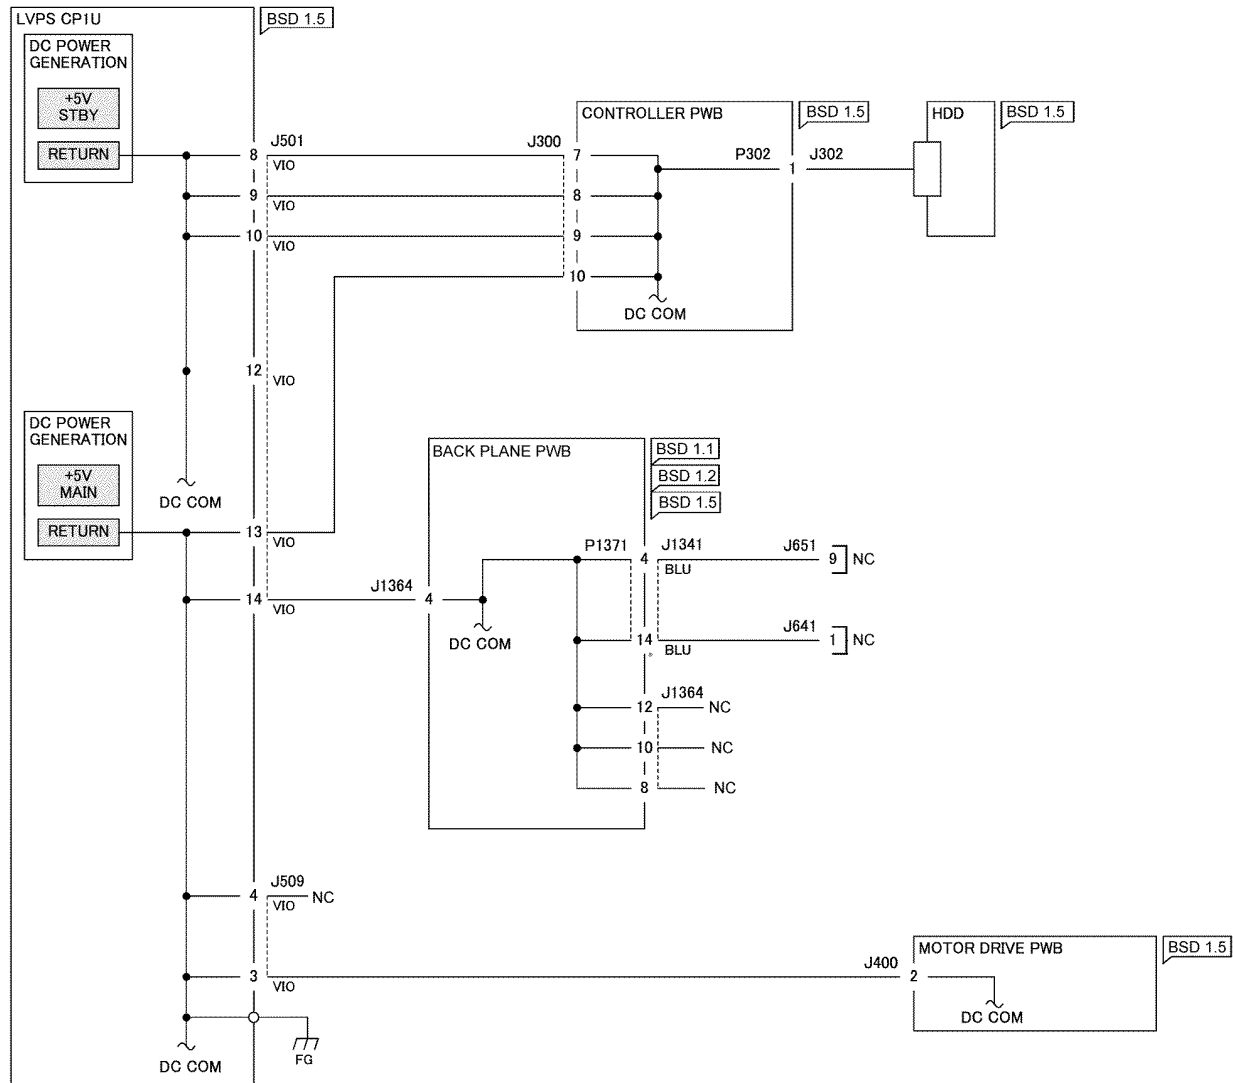 LVPS CP1U
BSD 1.5
DC POWER
GENERATION
+5V
STBY
RETURN
8
J501
VIO
9
VIO
10
VIO
12
VIO
DC COM
CONTROLLER PWB
BSD 1.5
J300
7
8
9
10
P302
1
J302
DC COM
HDD
BSD 1.5
DC POWER
GENERATION
+5V
MAIN
RETURN
13
VIO
14
VIO
BACK PLANE PWB
BSD 1.1
BSD 1.2
BSD 1.5
J1364
4
DC COM
P1371
4
J1341
BLU
J651
9
NC
14
BLU
J641
1
NC
12
J1364
NC
10
NC
8
NC
4
J509
VIO
NC
3
VIO
FG
DC COM
MOTOR DRIVE PWB
BSD 1.5
J400
2
DC COM